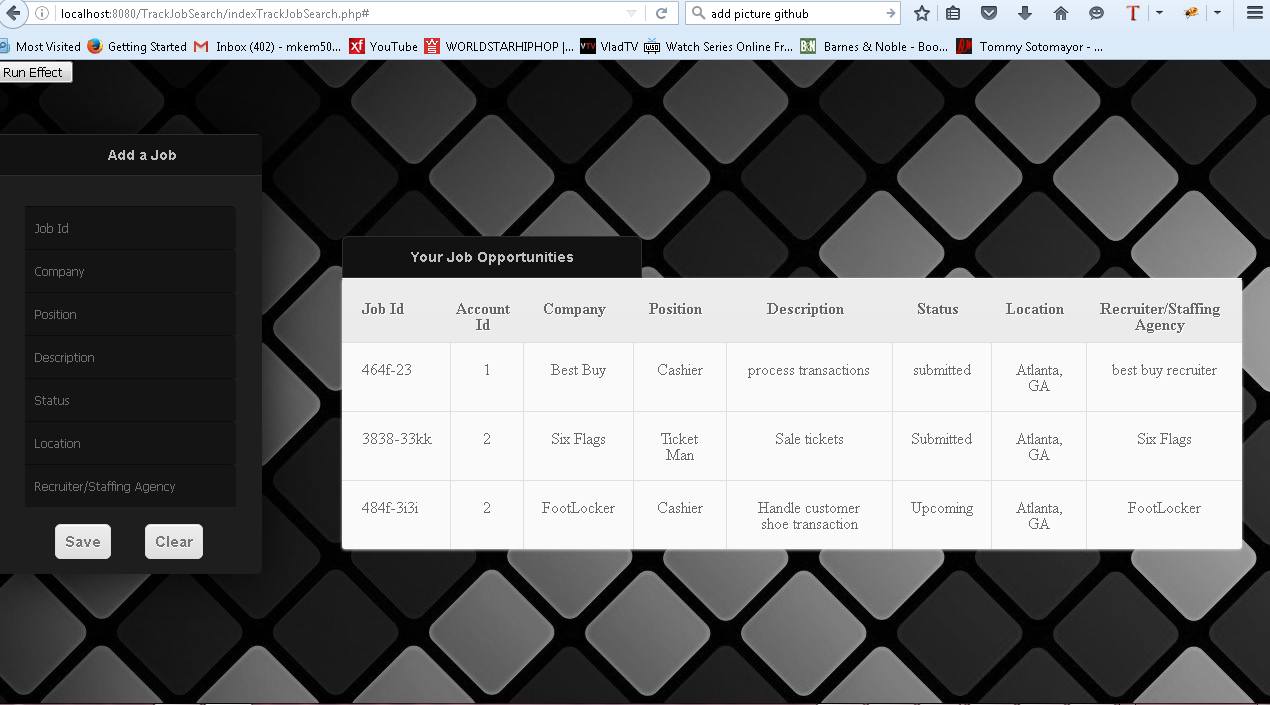 localhost:8080/TrackJobSearch/indexTrackJobSearch.php#
add picture github
Most Visited Getting Started Inbox (402) - mkem50... YouTube WORLDSTARHIPHOP |... VladTV Watch Series Online Fr... Barnes & Noble - Boo... Tommy Sotomayor - ...
Run Effect
Add a Job
Job Id
Company
Position
Description
Status
Location
Recruiter/Staffing Agency
Save Clear
Your Job Opportunities
Job Id Account Id Company Position Description Status Location Recruiter/Staffing Agency
464f-23 1 Best Buy Cashier process transactions submitted Atlanta, GA best buy recruiter
3838-33kk 2 Six Flags Ticket Man Sale tickets Submitted Atlanta, GA Six Flags
484f-3i3i 2 FootLocker Cashier Handle customer shoe transaction Upcoming Atlanta, GA FootLocker